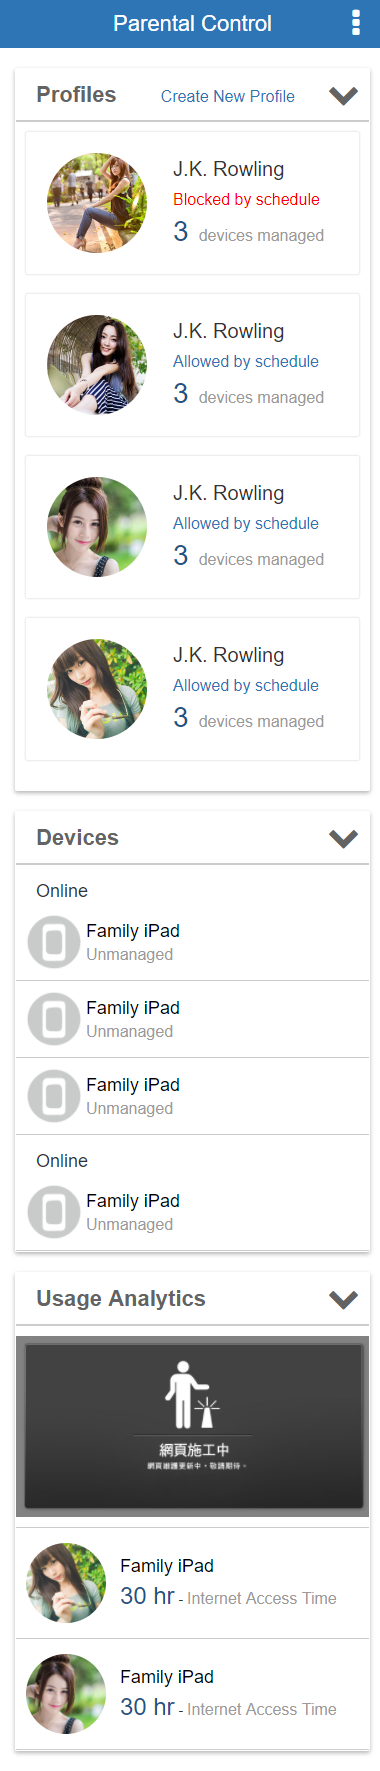 Parental Control
Profiles
Create New Profile
J.K. Rowling
Blocked by schedule
3 devices managed
J.K. Rowling
Allowed by schedule
3 devices managed
J.K. Rowling
Allowed by schedule
3 devices managed
J.K. Rowling
Allowed by schedule
3 devices managed
Devices
Online
Family iPad
Unmanaged
Family iPad
Unmanaged
Family iPad
Unmanaged
Online
Family iPad
Unmanaged
Usage Analytics
網頁施工中
網頁維護更新中，敬請期待。
Family iPad
30 hr - Internet Access Time
Family iPad
30 hr - Internet Access Time